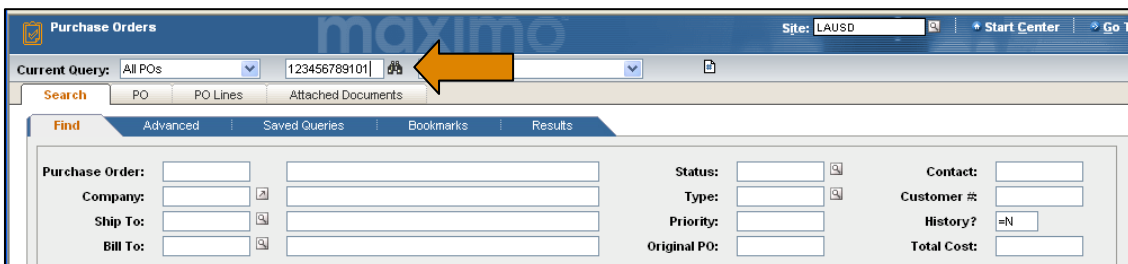 Purchase Orders maximo Site: LAUSD Start Center Go T
Current Query: All POs 123456789101
Search PO PO Lines Attached Documents
Find Advanced Saved Queries Bookmarks Results
Purchase Order: Status: Contact:
Company: Type: Customer #:
Ship To: Priority: History? =N
Bill To: Original PO: Total Cost: